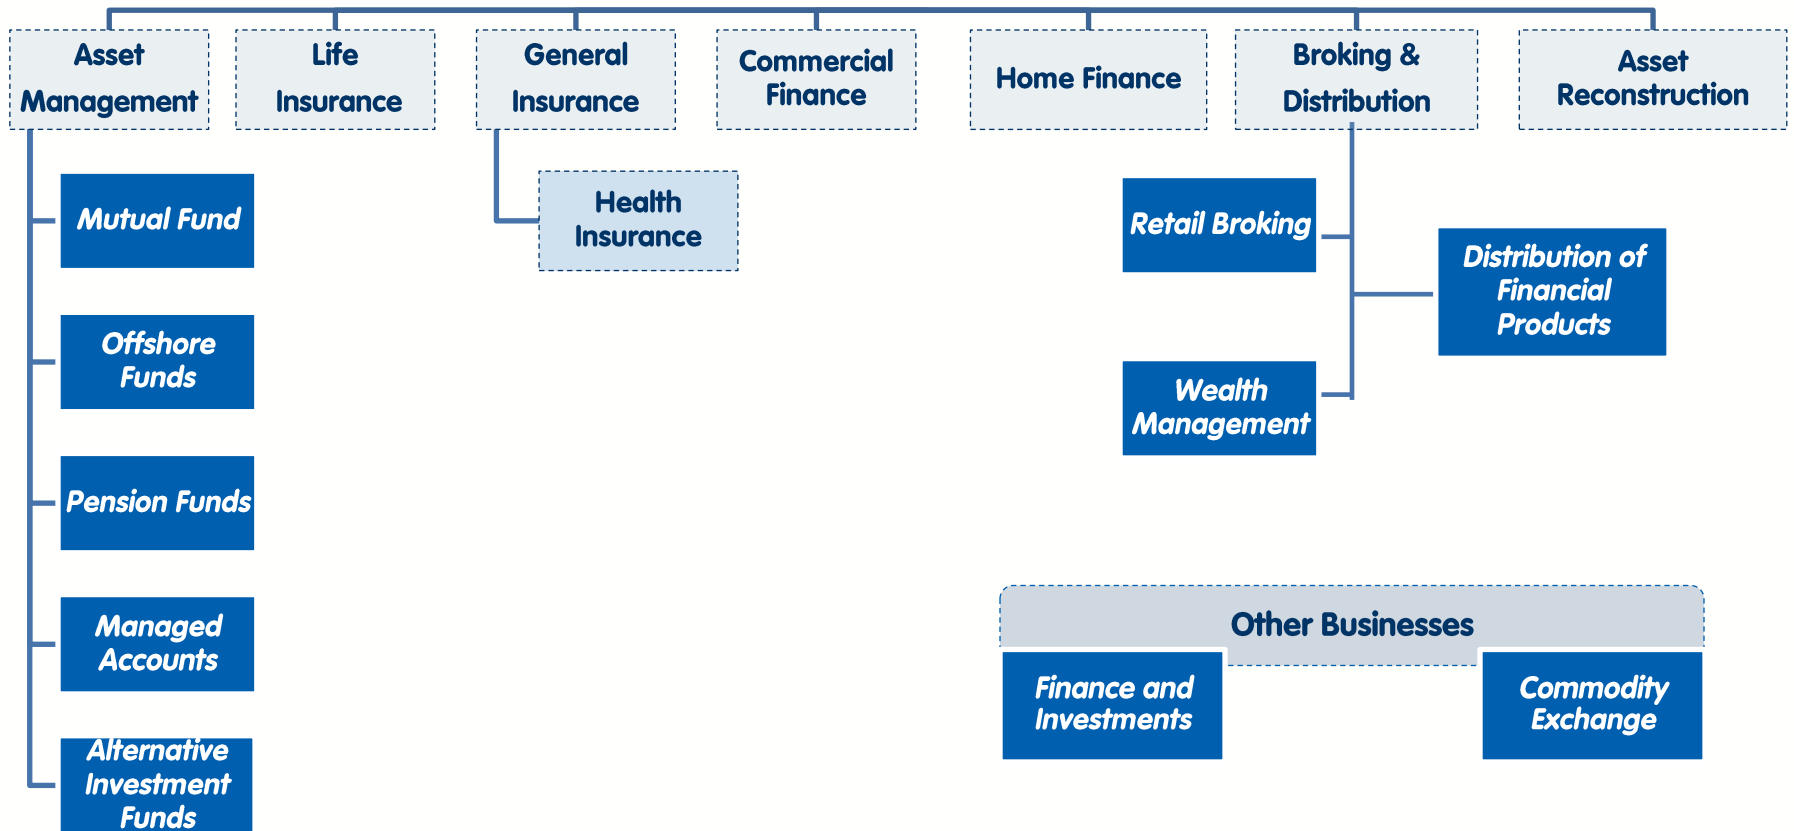 Asset
Management
Life
Insurance
General
Insurance
Commercial
Finance
Home Finance
Broking &
Distribution
Asset
Reconstruction
Mutual Fund
Offshore
Funds
Pension Funds
Managed
Accounts
Alternative
Investment
Funds
Health
Insurance
Retail Broking
Distribution of
Financial
Products
Wealth
Management
Other Businesses
Finance and
Investments
Commodity
Exchange